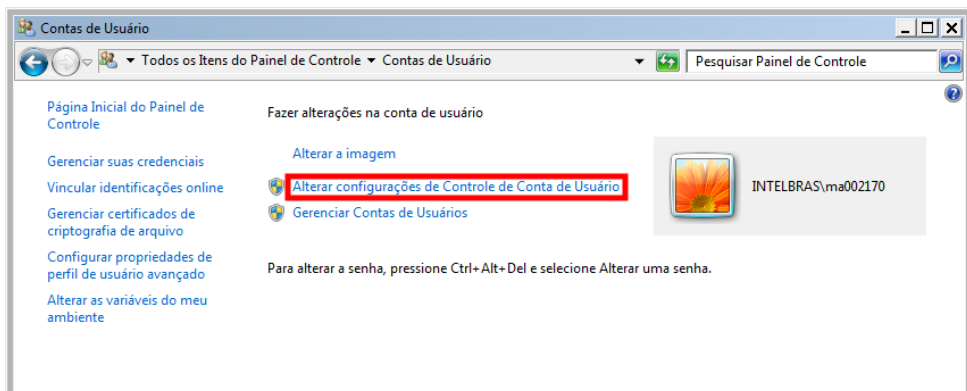 Contas de Usuário
Todos os Itens do Painel de Controle Contas de Usuário
Pesquisar Painel de Controle
Página Inicial do Painel de
Controle
Gerenciar suas credenciais
Vincular identificações online
Gerenciar certificados de
criptografia de arquivo
Configurar propriedades de
perfil de usuário avançado
Alterar as variáveis do meu
ambiente
Fazer alterações na conta de usuário
Alterar a imagem
Alterar configurações de Controle de Conta de Usuário
Gerenciar Contas de Usuários
INTELBRAS\ma002170
Para alterar a senha, pressione Ctrl+Alt+Del e selecione Alterar uma senha.